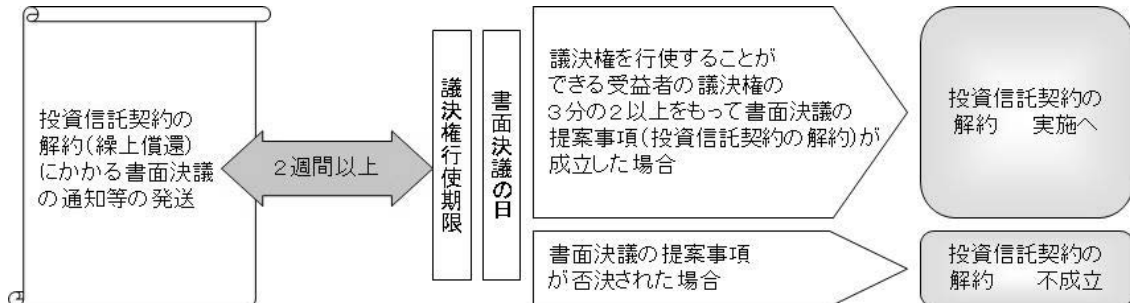 投資信託契約の
解約(繰上償還)
にかかる書面決議
の通知等の発送
2週間以上
議決権行使期限
書面決議の日
議決権を行使することが
できる受益者の議決権の
3分の2以上をもって書面決議の
提案事項(投資信託契約の解約)が
成立した場合
投資信託契約の
解約 実施へ
書面決議の提案事項
が否決された場合
投資信託契約の
解約 不成立